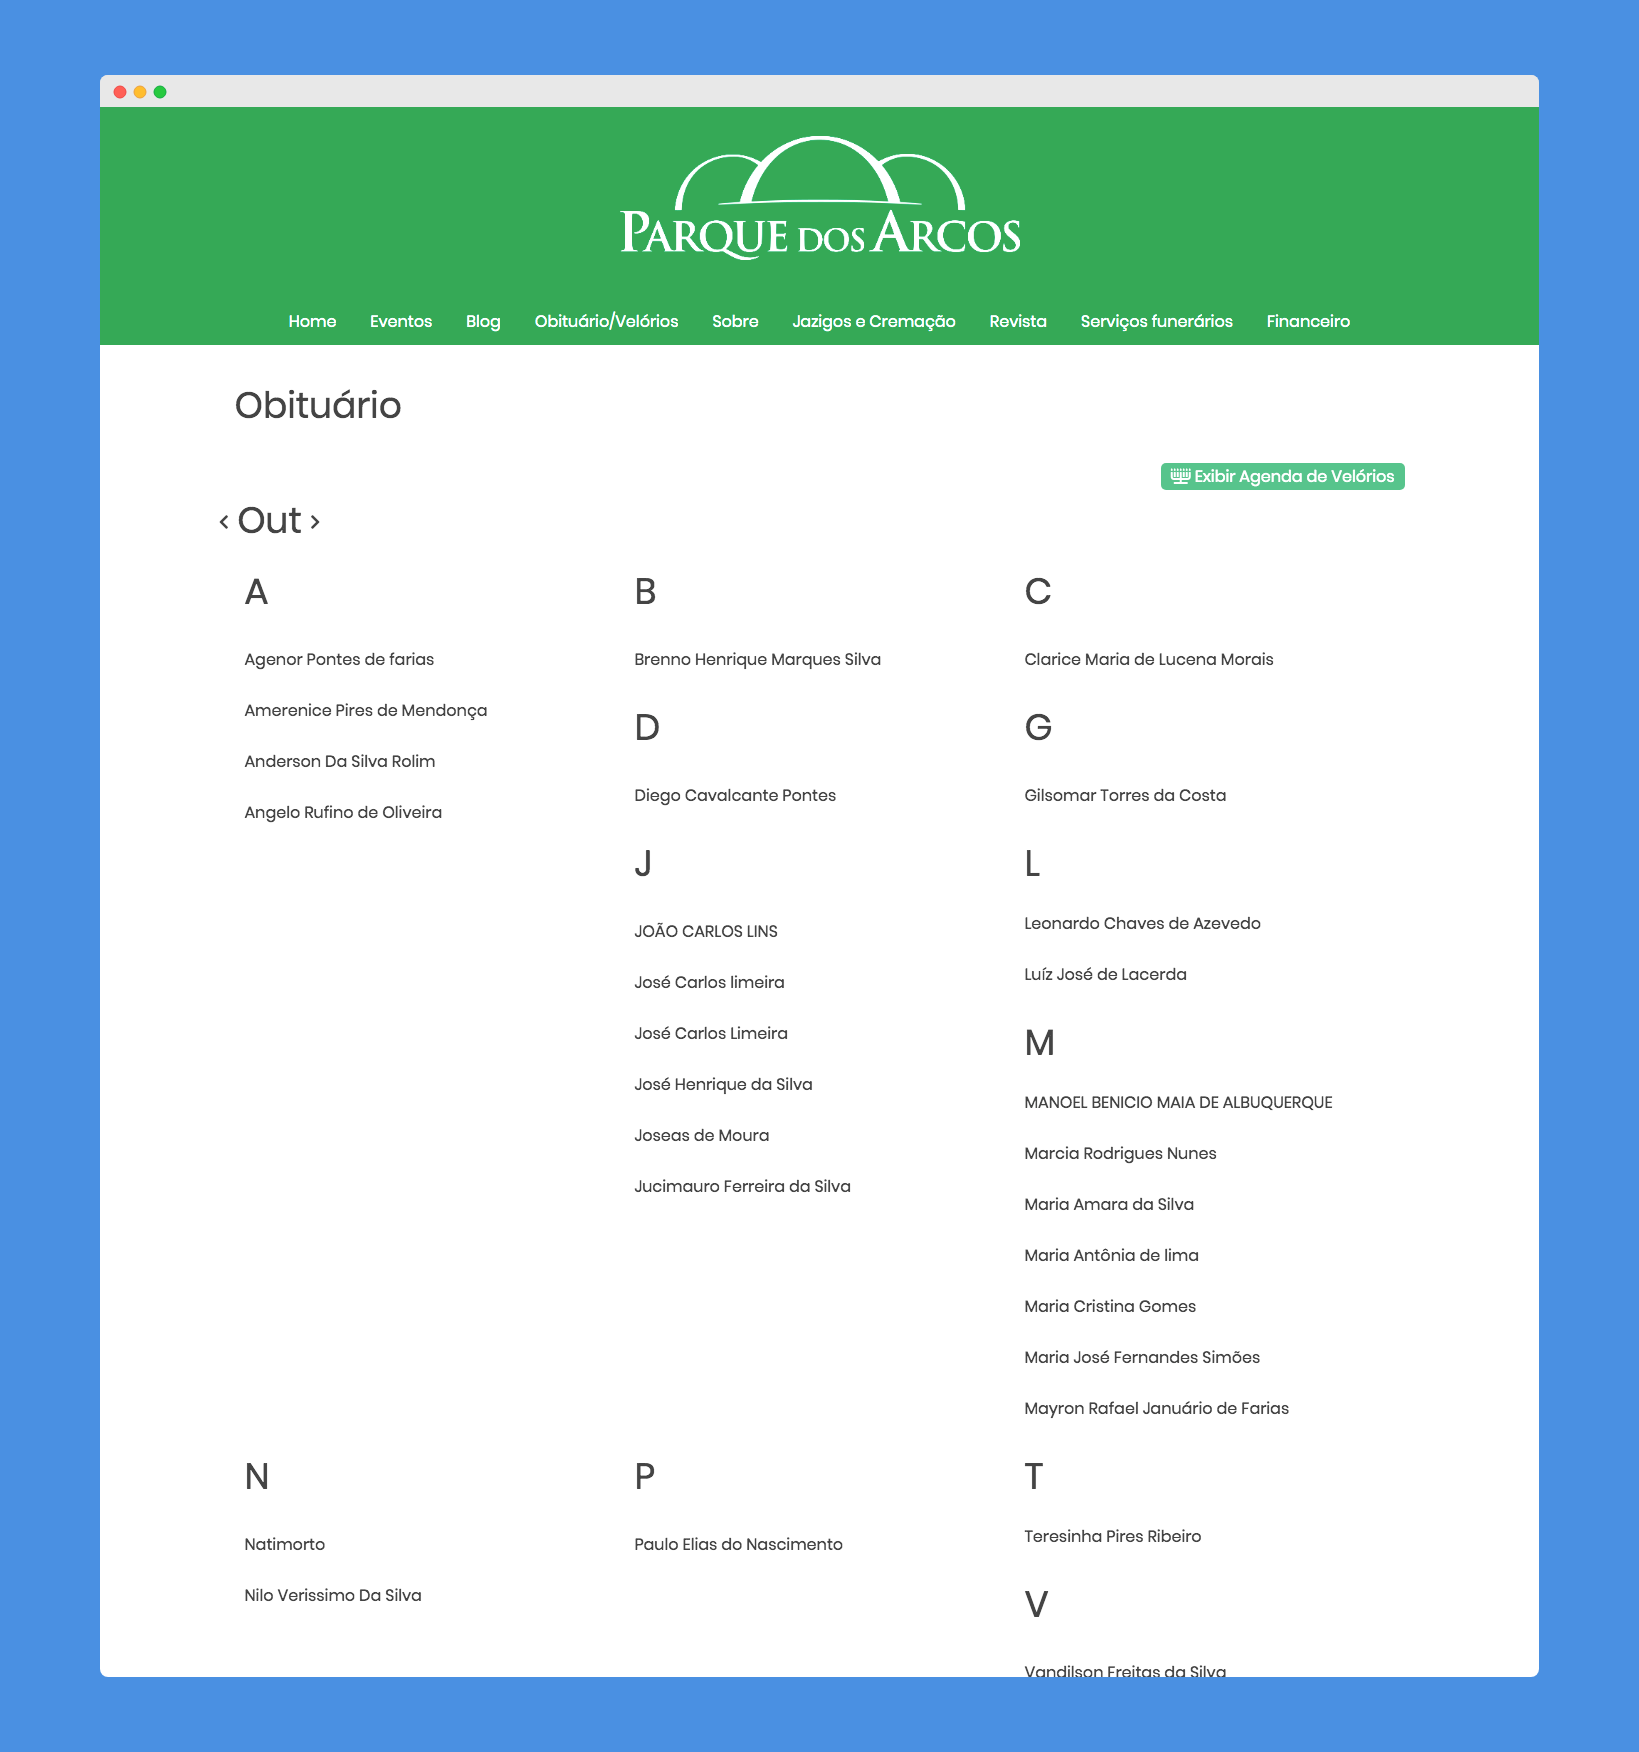 PARQUE DOS ARCOS
Home Eventos Blog Obituário/Velórios Sobre Jazigos e Cremação Revista Serviços funerários Financeiro
Obituário
Exibir Agenda de Velórios
‹ Out ›
A
Agenor Pontes de farias
Amerenice Pires de Mendonça
Anderson Da Silva Rolim
Angelo Rufino de Oliveira
B
Brenno Henrique Marques Silva
C
Clarice Maria de Lucena Morais
D
Diego Cavalcante Pontes
G
Gilsomar Torres da Costa
J
JOÃO CARLOS LINS
José Carlos limeira
José Carlos Limeira
José Henrique da Silva
Joseas de Moura
Jucimauro Ferreira da Silva
L
Leonardo Chaves de Azevedo
Luíz José de Lacerda
M
MANOEL BENICIO MAIA DE ALBUQUERQUE
Marcia Rodrigues Nunes
Maria Amara da Silva
Maria Antônia de lima
Maria Cristina Gomes
Maria José Fernandes Simões
Mayron Rafael Januário de Farias
N
Natimorto
Nilo Verissimo Da Silva
P
Paulo Elias do Nascimento
T
Teresinha Pires Ribeiro
V
Vandilson Freitas da Silva